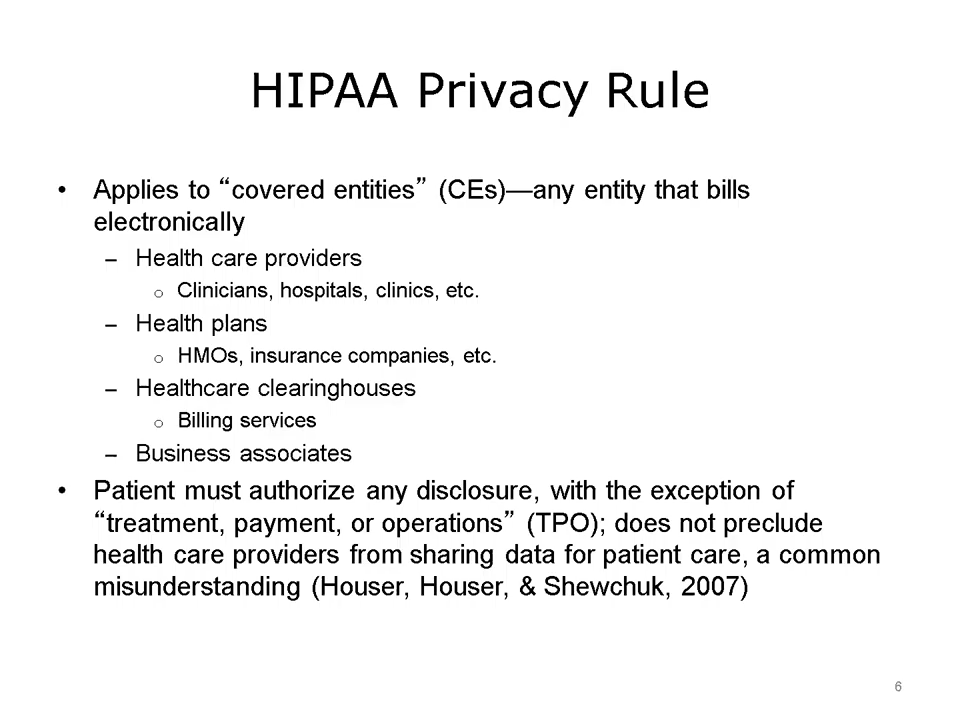 HIPAA Privacy Rule
• Applies to “covered entities” (CEs)—any entity that bills
electronically
– Health care providers
o Clinicians, hospitals, clinics, etc.
– Health plans
o HMOs, insurance companies, etc.
– Healthcare clearinghouses
o Billing services
– Business associates
• Patient must authorize any disclosure, with the exception of
“treatment, payment, or operations” (TPO); does not preclude
health care providers from sharing data for patient care, a common
misunderstanding (Houser, Houser, & Shewchuk, 2007)
6